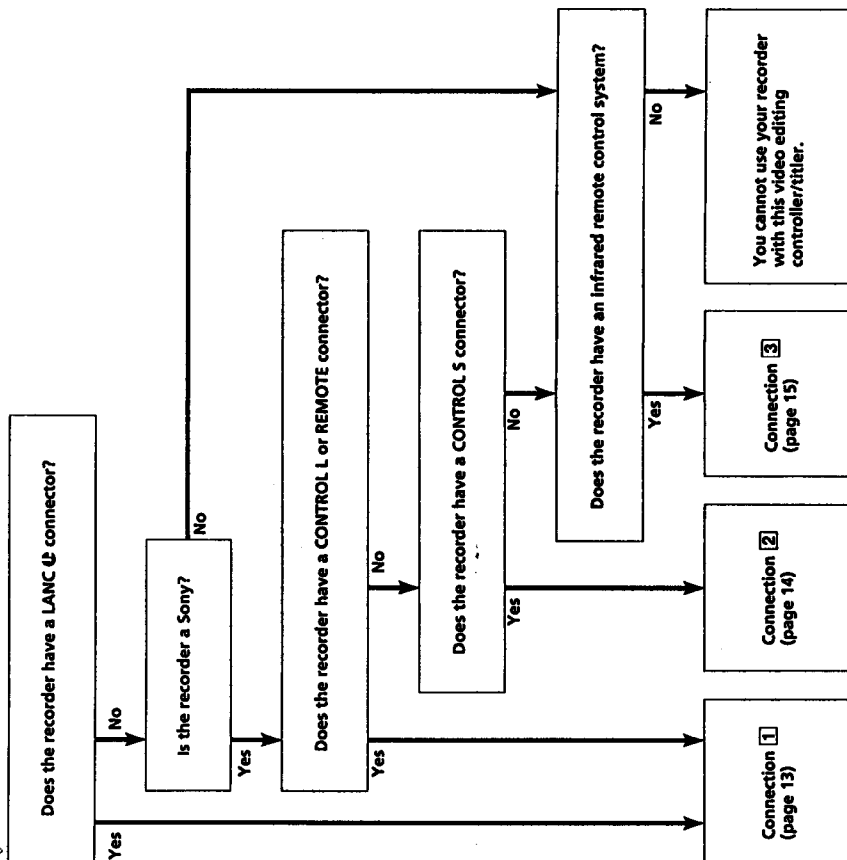 Does the recorder have a LANC connector?
Yes
No
Is the recorder a Sony?
Yes
No
Does the recorder have a CONTROL L or REMOTE connector?
Yes
No
Does the recorder have a CONTROL S connector?
Yes
No
Does the recorder have an infrared remote control system?
Yes
No
Connection 1
(page 13)
Connection 2
(page 14)
Connection 3
(page 15)
You cannot use your recorder
with this video editing
controller/titler.